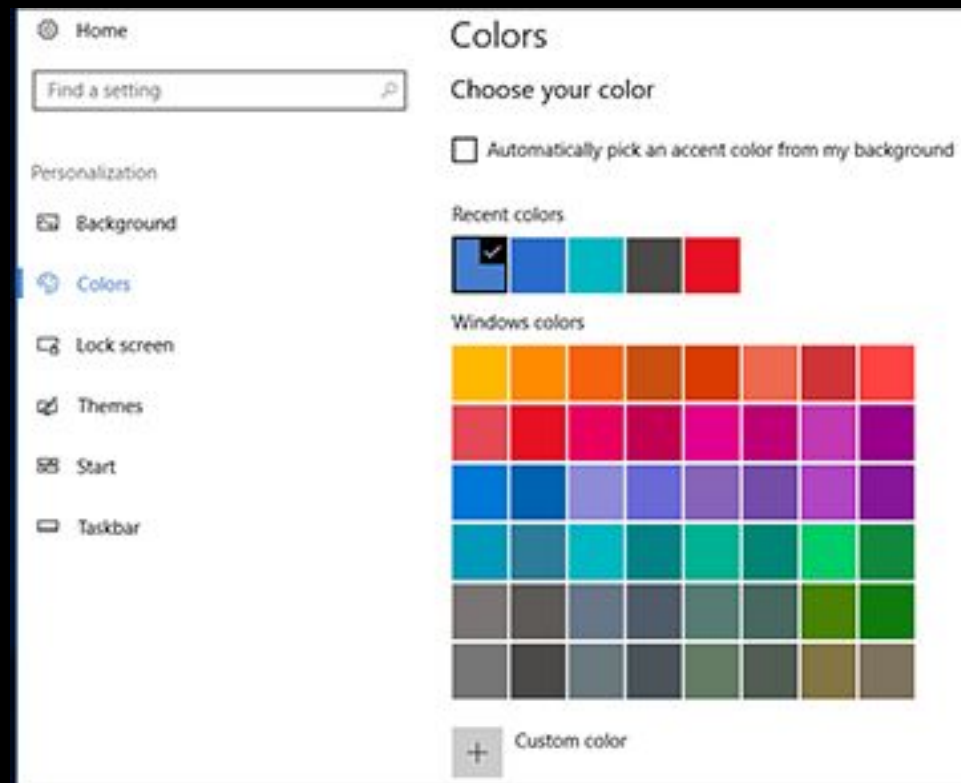 Home
Find a setting
Personalization
Background
Colors
Lock screen
Themes
Start
Taskbar
Colors
Choose your color
Automatically pick an accent color from my background
Recent colors
Windows colors
Custom color